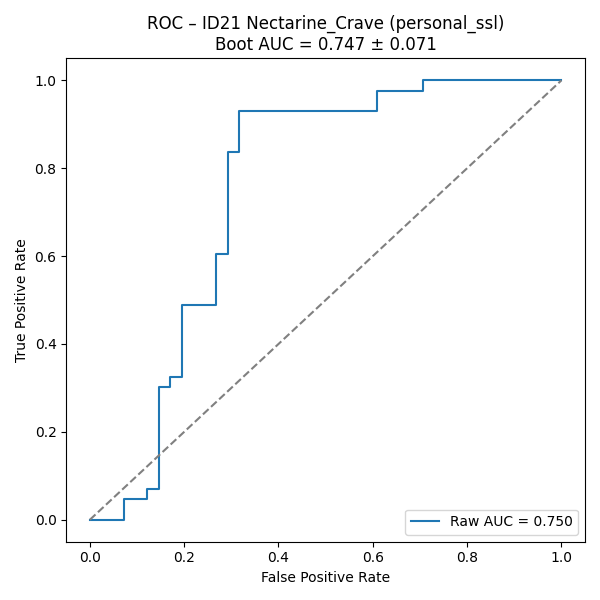 ROC – ID21 Nectarine_Crave (personal_ssl)
Boot AUC = 0.747 ± 0.071
1.0
0.8
0.6
0.4
0.2
0.0
True Positive Rate
Raw AUC = 0.750
0.0 0.2 0.4 0.6 0.8 1.0
False Positive Rate